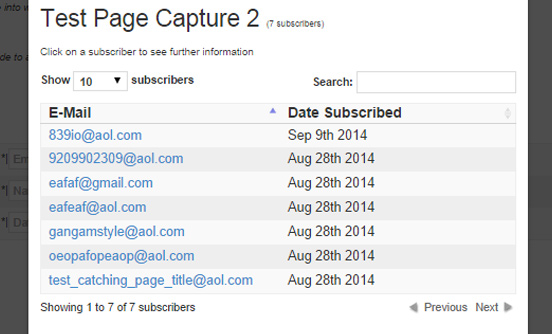 Test Page Capture 2 (7 subscribers)
Click on a subscriber to see further information
Show 10 subscribers Search:
E-Mail Date Subscribed
839io@aol.com Sep 9th 2014
9209902309@aol.com Aug 28th 2014
eafaf@gmail.com Aug 28th 2014
eafeaf@aol.com Aug 28th 2014
gangamstyle@aol.com Aug 28th 2014
oeopafopeaop@aol.com Aug 28th 2014
test_catching_page_title@aol.com Aug 28th 2014
Showing 1 to 7 of 7 subscribers Previous Next